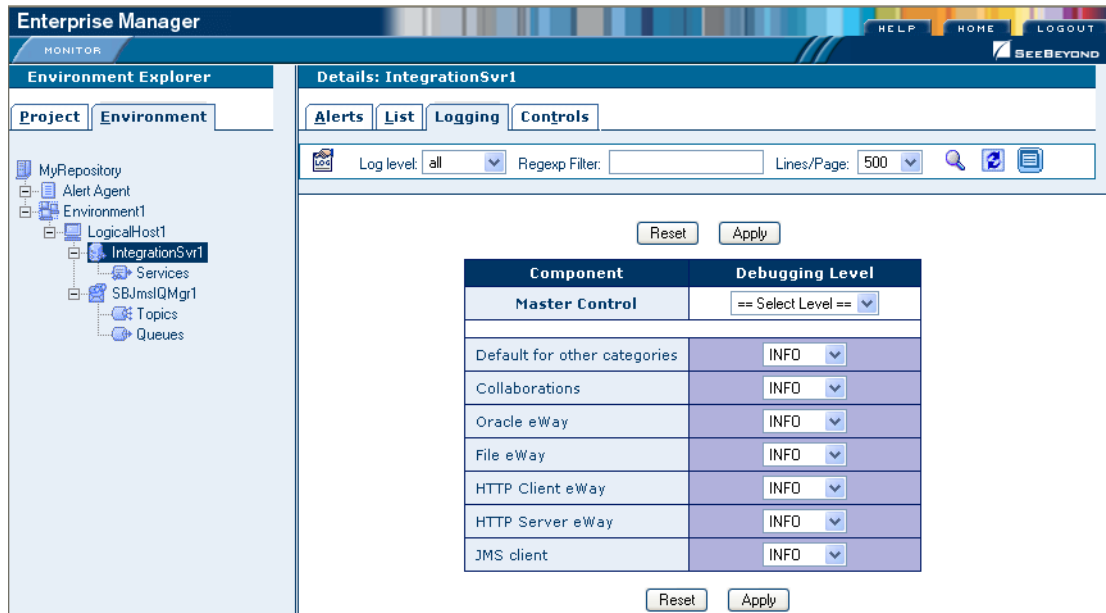 Enterprise Manager
HELP HOME LOGOUT
MONITOR
SEEBEYOND
Environment Explorer
Project Environment
MyRepository
Alert Agent
Environment1
LogicalHost1
IntegrationSvr1
Services
SBJmsIQMgr1
Topics
Queues
Details: IntegrationSvr1
Alerts List Logging Controls
LOG Log level: all Regexp Filter: Lines/Page: 500
Reset Apply
Component Debugging Level
Master Control == Select Level ==
Default for other categories INFO
Collaborations INFO
Oracle eWay INFO
File eWay INFO
HTTP Client eWay INFO
HTTP Server eWay INFO
JMS client INFO
Reset Apply